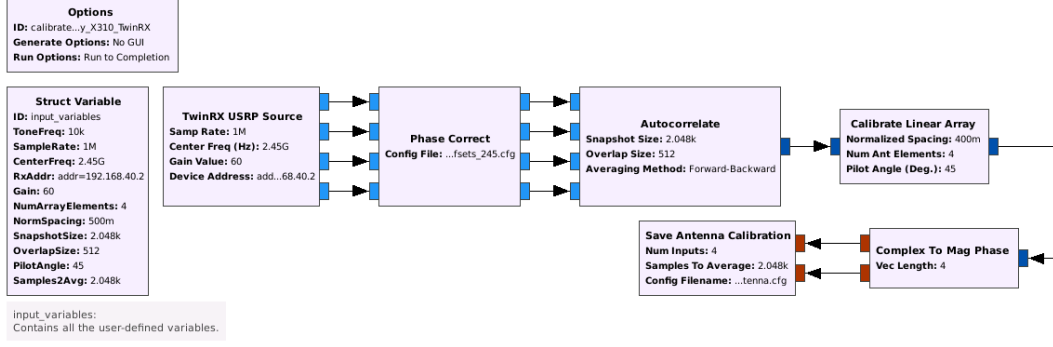 Options
ID: calibrate...y_X310_TwinRX
Generate Options: No GUI
Run Options: Run to Completion
Struct Variable
ID: input_variables
ToneFreq: 10k
SampleRate: 1M
CenterFreq: 2.45G
RxAddr: addr=192.168.40.2
Gain: 60
NumArrayElements: 4
NormSpacing: 500m
SnapshotSize: 2.048k
OverlapSize: 512
PilotAngle: 45
Samples2Avg: 2.048k
TwinRX USRP Source
Samp Rate: 1M
Center Freq (Hz): 2.45G
Gain Value: 60
Device Address: add...68.40.2
Phase Correct
Config File: ...fsets_245.cfg
Autocorrelate
Snapshot Size: 2.048k
Overlap Size: 512
Averaging Method: Forward-Backward
Calibrate Linear Array
Normalized Spacing: 400m
Num Ant Elements: 4
Pilot Angle (Deg.): 45
Save Antenna Calibration
Num Inputs: 4
Samples To Average: 2.048k
Config Filename: ...tenna.cfg
Complex To Mag Phase
Vec Length: 4
input_variables:
Contains all the user-defined variables.